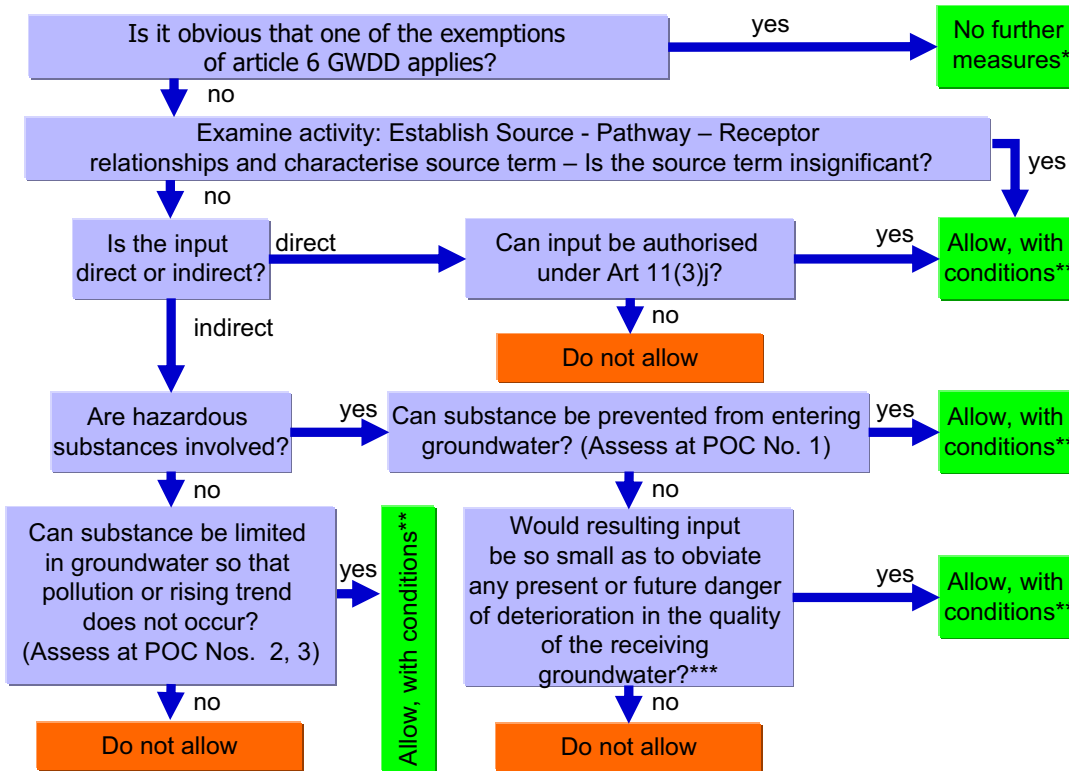 Is it obvious that one of the exemptions
of article 6 GWDD applies?
yes
No further
measures*
no
Examine activity: Establish Source - Pathway – Receptor
relationships and characterise source term – Is the source term insignificant?
yes
no
Is the input
direct or indirect?
direct
Can input be authorised
under Art 11(3)j?
yes
Allow, with
conditions**
no
Do not allow
indirect
Are hazardous
substances involved?
yes
Can substance be prevented from entering
groundwater? (Assess at POC No. 1)
yes
Allow, with
conditions**
no
no
Can substance be limited
in groundwater so that
pollution or rising trend
does not occur?
(Assess at POC Nos. 2, 3)
yes
Allow, with conditions**
Would resulting input
be so small as to obviate
any present or future danger
of deterioration in the quality
of the receiving
groundwater?***
yes
Allow, with
conditions**
no
Do not allow
no
Do not allow